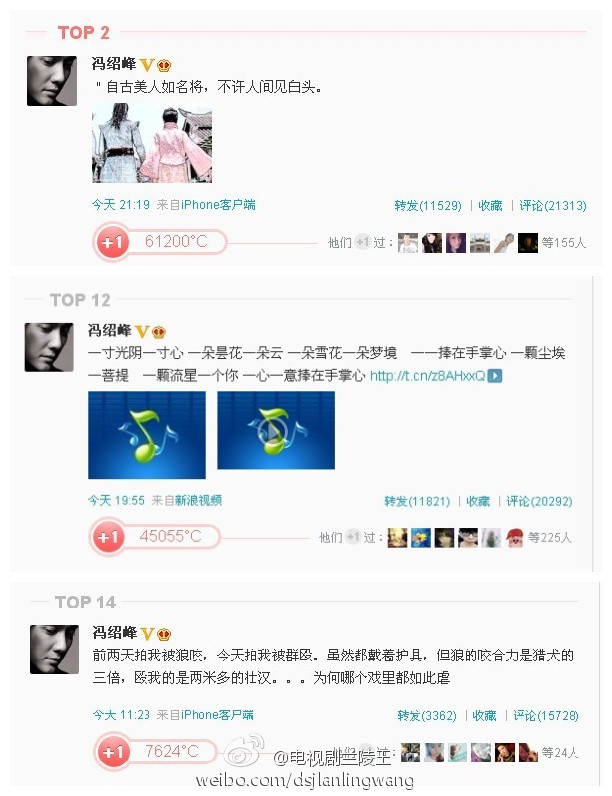 TOP 2
冯绍峰
＂自古美人如名将，不许人间见白头。
今天 21:19 来自iPhone客户端
转发(11529) | 收藏 | 评论(21313)
+1 61200°C
他们 +1 过： 等155人
TOP 12
冯绍峰
一寸光阴一寸心 一朵昙花一朵云 一朵雪花一朵梦境 一一捧在手掌心 一颗尘埃
一菩提 一颗流星一个你 一心一意捧在手掌心 http://t.cn/z8AHxxQ
今天 19:55 来自新浪视频
转发(11821) | 收藏 | 评论(20292)
+1 45055°C
他们 +1 过： 等225人
TOP 14
冯绍峰
前两天拍我被狼咬，今天拍我被群殴。虽然都戴着护具，但狼的咬合力是猎犬的
三倍，殴我的是两米多的壮汉。。。为何哪个戏里都如此虐
今天 11:23 来自iPhone客户端
转发(3362) | 收藏 | 评论(15728)
+1 7624°C
等24人
@电视剧兰陵王
weibo.com/dsjlanlingwang